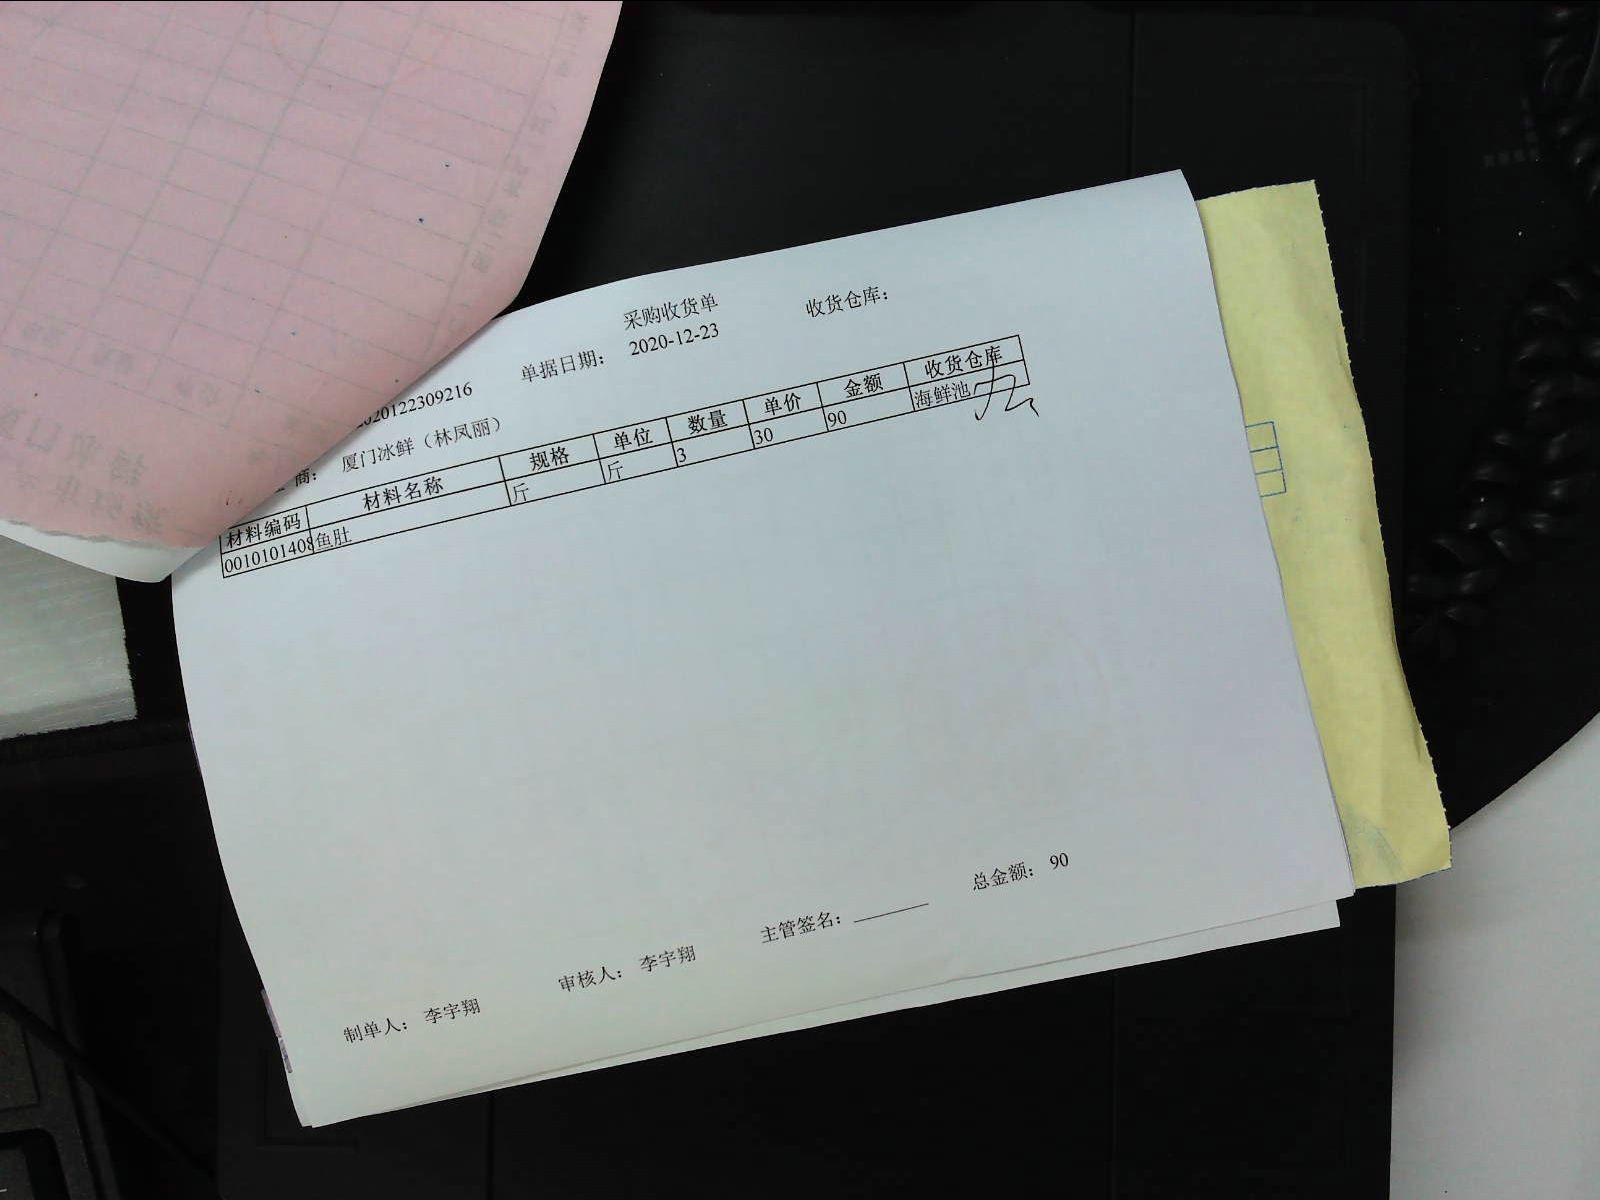 采购收货单
收货仓库：
单据日期： 2020-12-23
020122309216
商： 厦门冰鲜（林凤丽）
材料编码 材料名称 规格 单位 数量 单价 金额 收货仓库
0010101408 鱼肚 斤 斤 3 30 90 海鲜池
总金额： 90
主管签名：
审核人： 李宇翔
制单人： 李宇翔